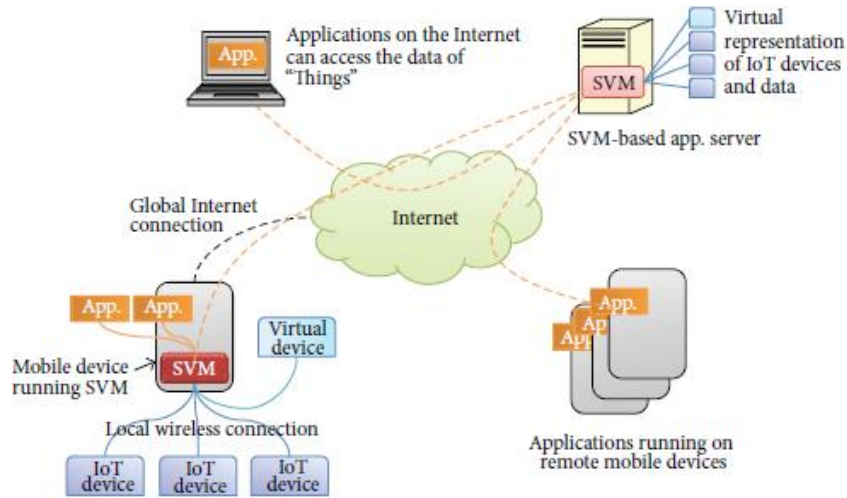 App.
Applications on the Internet
can access the data of
“Things”
SVM
Virtual
representation
of IoT devices
and data
SVM-based app. server
Global Internet
connection
Internet
App.
App.
SVM
Virtual
device
Mobile device
running SVM
Local wireless connection
IoT
device
IoT
device
IoT
device
App.
Ap
App
Applications running on
remote mobile devices